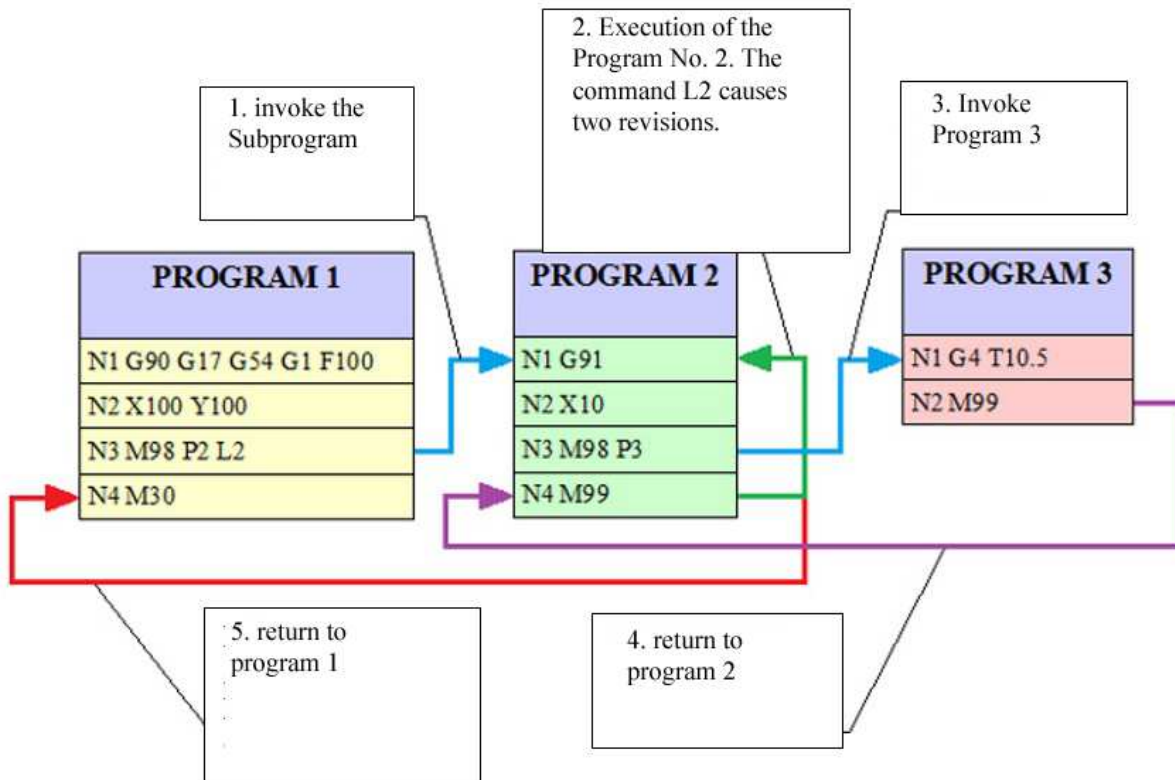 2. Execution of the
Program No. 2. The
command L2 causes
two revisions.
1. invoke the
Subprogram
3. Invoke
Program 3
PROGRAM 1
N1 G90 G17 G54 G1 F100
N2 X100 Y100
N3 M98 P2 L2
N4 M30
PROGRAM 2
N1 G91
N2 X10
N3 M98 P3
N4 M99
PROGRAM 3
N1 G4 T10.5
N2 M99
5. return to
program 1
4. return to
program 2